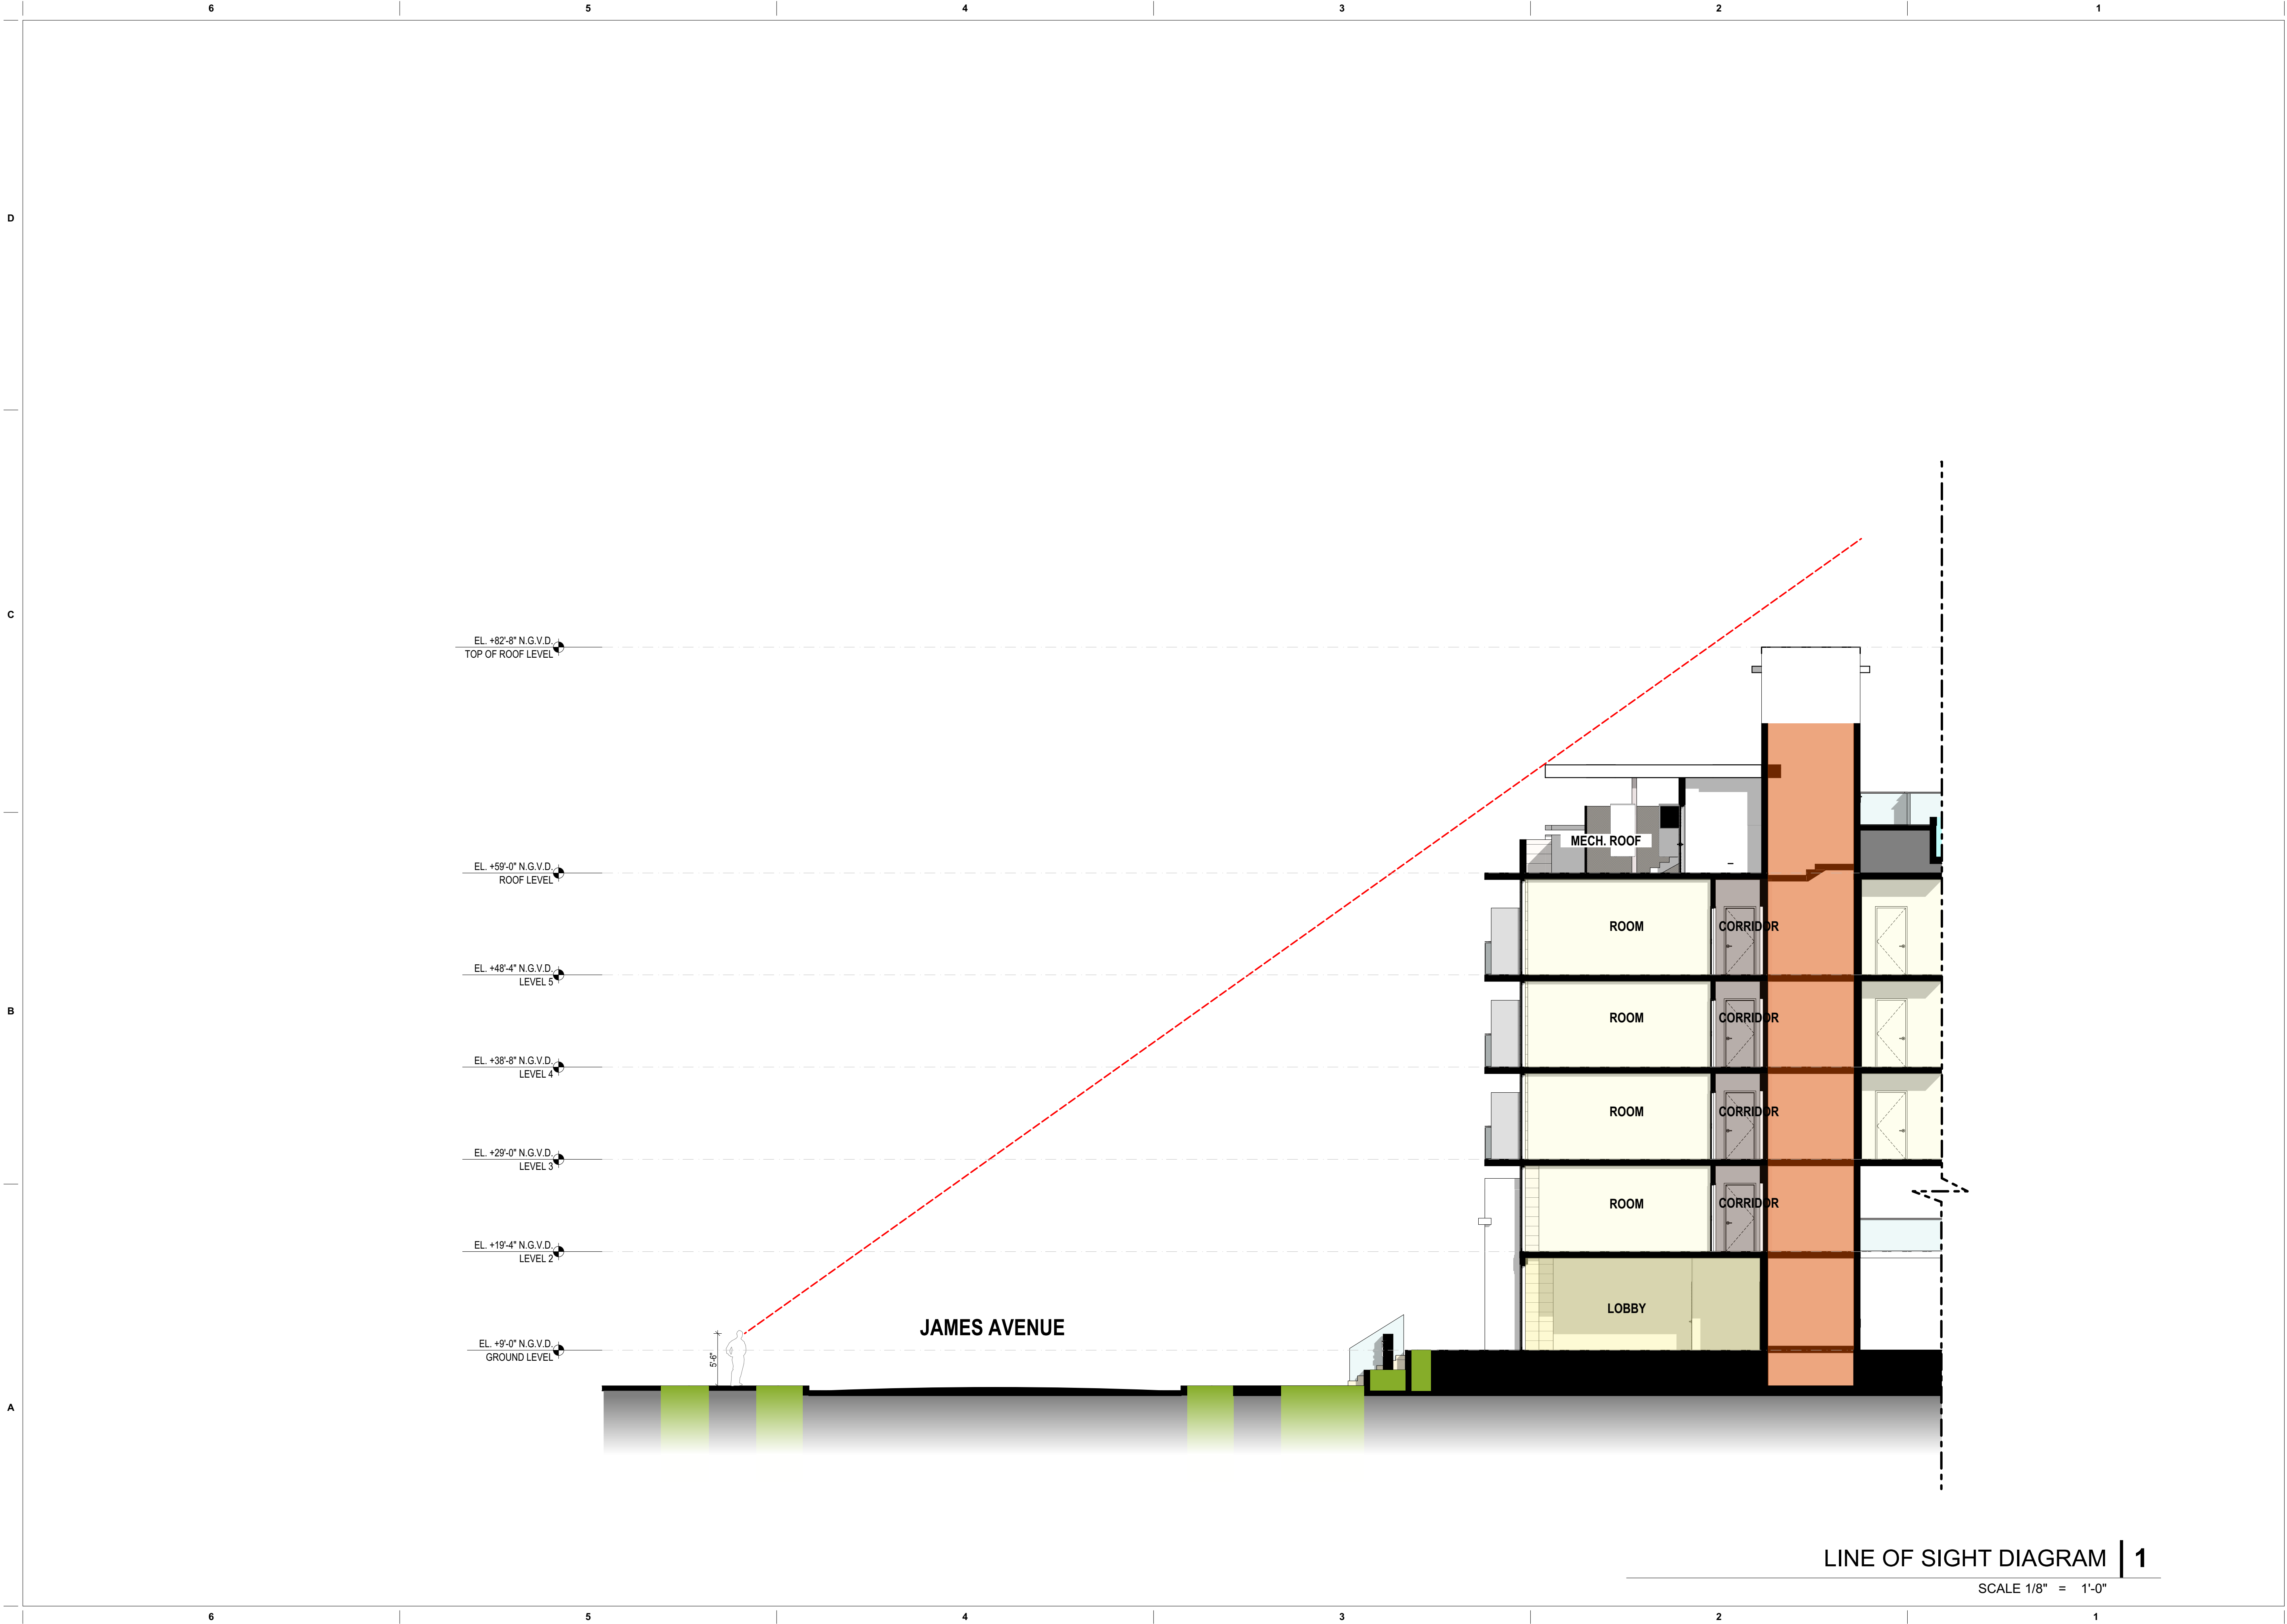 6 5 4 3 2 1
D
C
EL. +82'-8" N.G.V.D.
TOP OF ROOF LEVEL
MECH. ROOF
EL. +59'-0" N.G.V.D.
ROOF LEVEL
ROOM CORRIDOR
EL. +48'-4" N.G.V.D.
LEVEL 5
B
ROOM CORRIDOR
EL. +38'-8" N.G.V.D.
LEVEL 4
ROOM CORRIDOR
EL. +29'-0" N.G.V.D.
LEVEL 3
ROOM CORRIDOR
EL. +19'-4" N.G.V.D.
LEVEL 2
LOBBY
JAMES AVENUE
EL. +9'-0" N.G.V.D.
GROUND LEVEL
5'-6"
A
LINE OF SIGHT DIAGRAM 1
SCALE 1/8" = 1'-0"
6 5 4 3 2 1